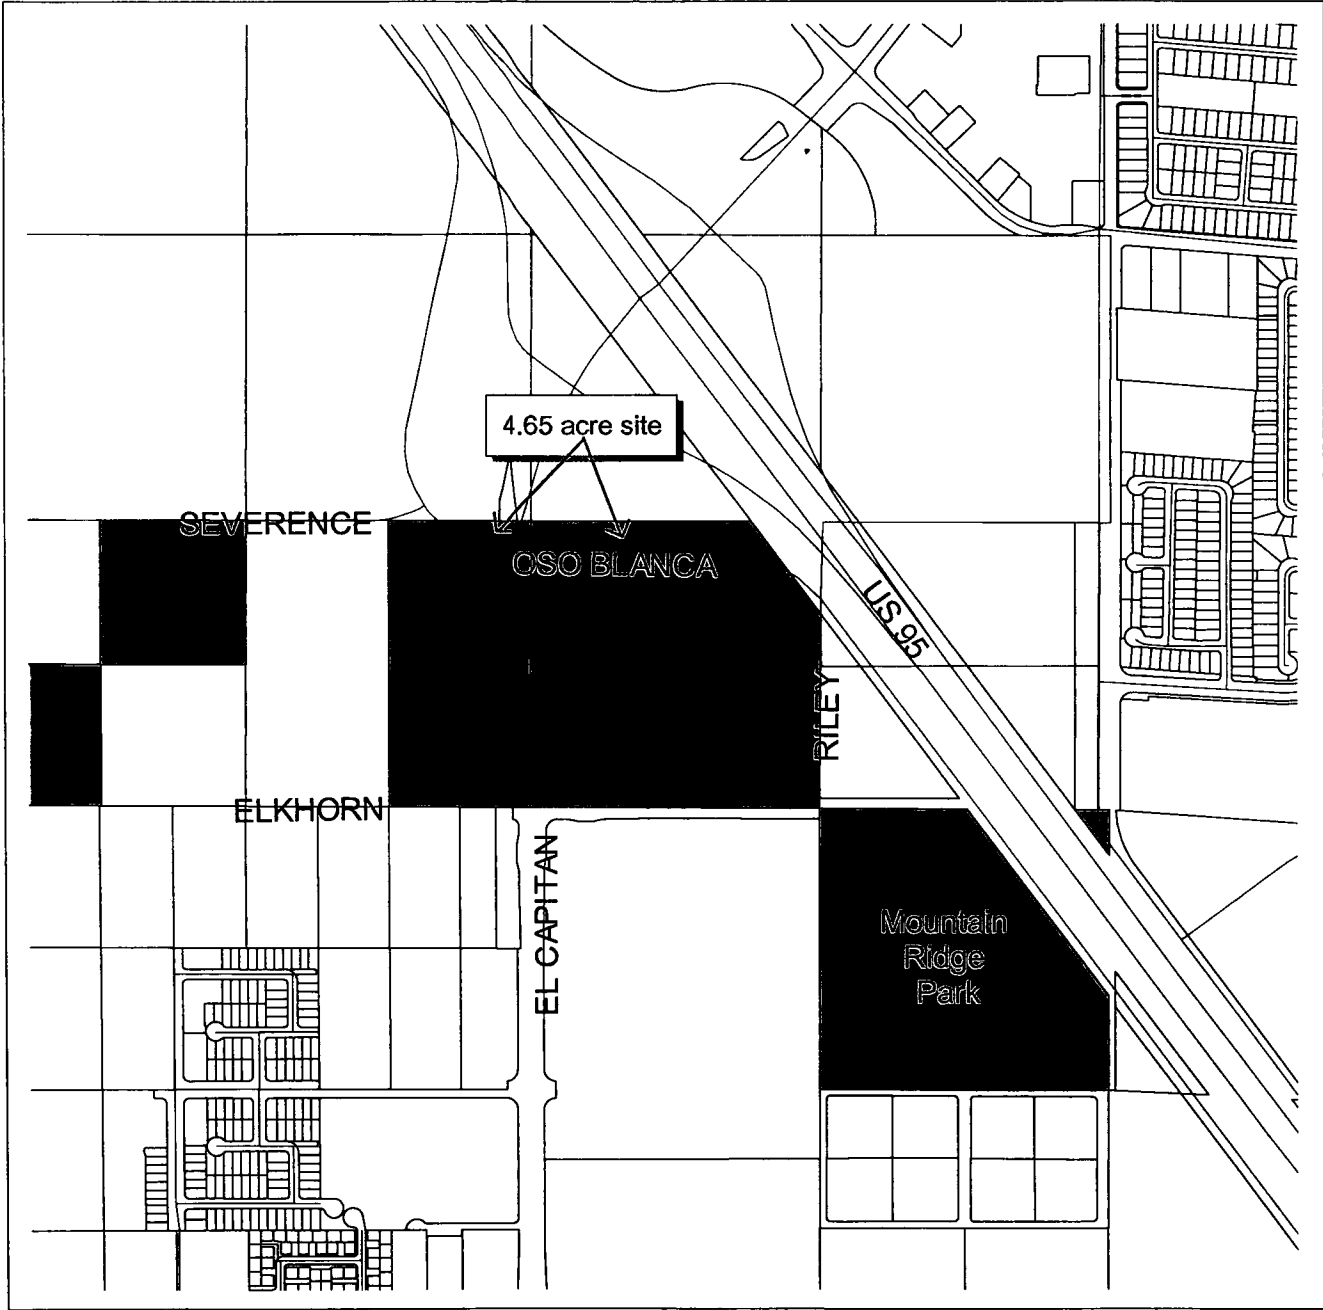 4.65 acre site
SEVERENCE
OSO BLANCA
US 95
RILEY
ELKHORN
EL CAPITAN
Mountain
Ridge
Park